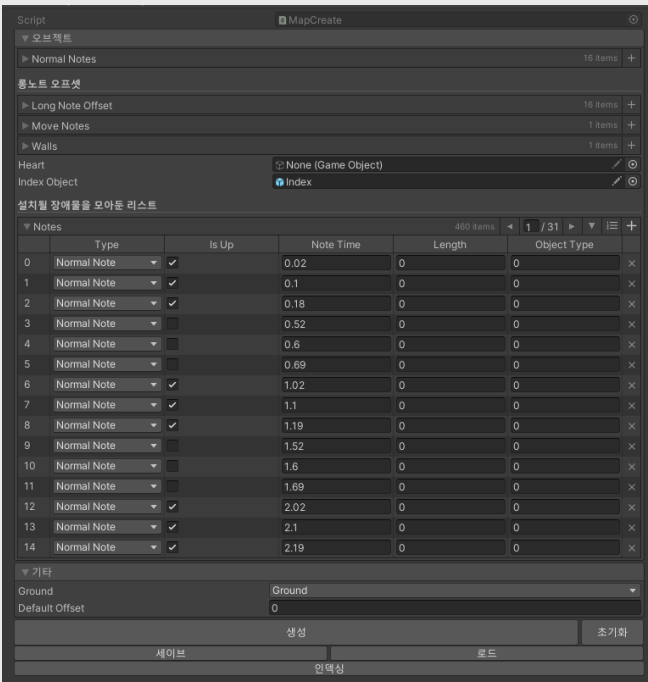 Script MapCreate
오브젝트
Normal Notes 16 items
롱노트 오프셋
Long Note Offset 16 items
Move Notes 1 items
Walls 1 items
Heart None (Game Object)
Index Object Index
설치될 장애물을 모아둔 리스트
Notes 460 items 1 / 31
Type Is Up Note Time Length Object Type
0 Normal Note 0.02 0 0
1 Normal Note 0.1 0 0
2 Normal Note 0.18 0 0
3 Normal Note 0.52 0 0
4 Normal Note 0.6 0 0
5 Normal Note 0.69 0 0
6 Normal Note 1.02 0 0
7 Normal Note 1.1 0 0
8 Normal Note 1.19 0 0
9 Normal Note 1.52 0 0
10 Normal Note 1.6 0 0
11 Normal Note 1.69 0 0
12 Normal Note 2.02 0 0
13 Normal Note 2.1 0 0
14 Normal Note 2.19 0 0
기타
Ground Ground
Default Offset 0
생성 초기화
세이브 로드
인덱싱